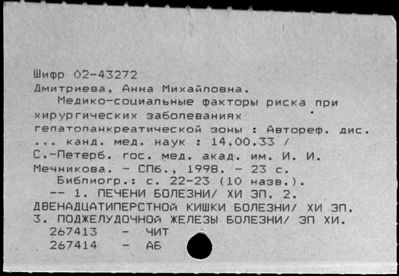 Шифр 02-43272
Дмитриева, Анна Михайловна.
Медико-социальные факторы риска при
хирургических заболеваниях
гепатопанкреатической зоны : Автореф. дис.
... канд. мед. наук : 14.00.33 /
С.-Петерб. гос. мед. акад. им. И. И.
Мечникова. - СПб., 1998. - 23 с.
Библиогр.: с. 22-23 (10 назв.).
-- 1. ПЕЧЕНИ БОЛЕЗНИ/ ХИ ЭП. 2.
ДВЕНАДЦАТИПЕРСТНОЙ КИШКИ БОЛЕЗНИ/ ХИ ЭП.
3. ПОДЖЕЛУДОЧНОЙ ЖЕЛЕЗЫ БОЛЕЗНИ/ ЭП ХИ.
267413 - ЧИТ
267414 - АБ